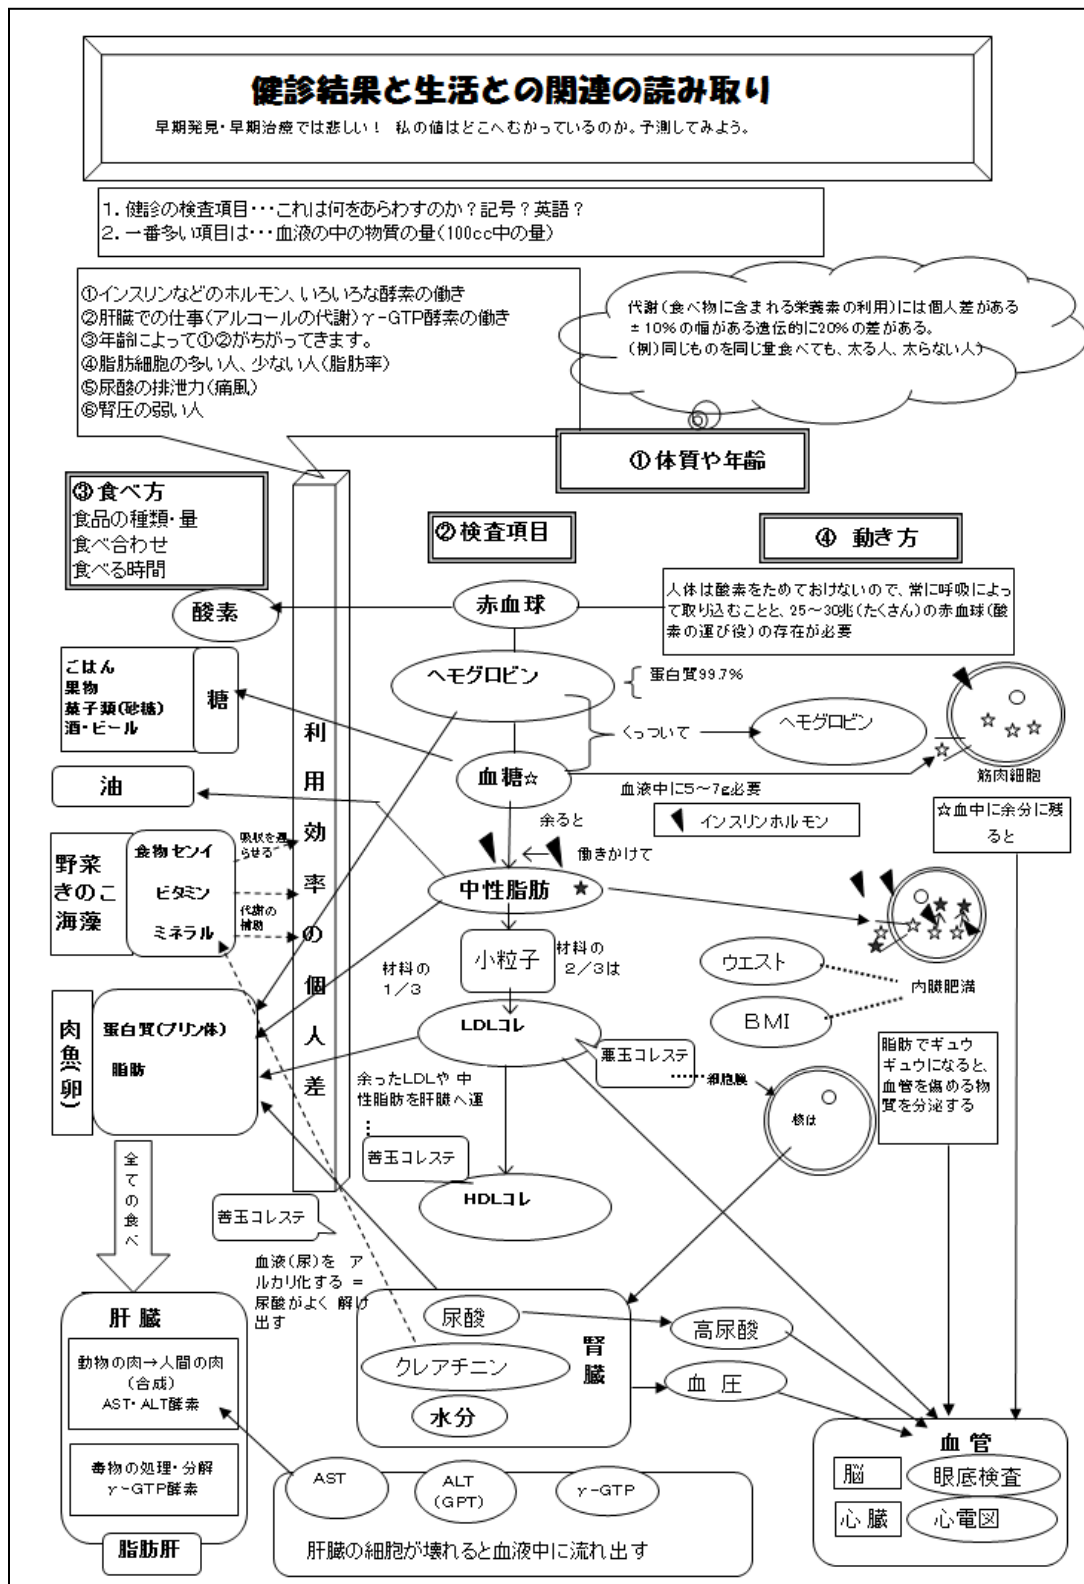 健診結果と生活との関連の読み取り
早期発見・早期治療では悲しい！ 私の値はどこへむかっているのか。予測してみよう。
1. 健診の検査項目・・・これは何をあらわすのか？記号？英語？
2. 一番多い項目は・・・血液の中の物質の量(100cc中の量)
①インスリンなどのホルモン、いろいろな酵素の働き
②肝臓での仕事(アルコールの代謝)γ-GTP酵素の働き
③年齢によって①②がちがってきます。
④脂肪細胞の多い人、少ない人(脂肪率)
⑤尿酸の排泄力(痛風)
⑥腎圧の弱い人
代謝(食べ物に含まれる栄養素の利用)には個人差がある
±10%の幅がある遺伝的に20%の差がある。
(例)同じものを同じ量食べても、太る人、太らない人)
①体質や年齢
③食べ方
食品の種類・量
食べ合わせ
食べる時間
②検査項目
④ 動き方
酸素
赤血球
人体は酸素をためておけないので、常に呼吸によっ
て取り込むことと、25～30兆(たくさん)の赤血球(酸
素の運び役)の存在が必要
ごはん
果物
菓子類(砂糖)
酒・ビール
糖
ヘモグロビン
蛋白質99.7%
くっついて
ヘモグロビン
筋肉細胞
利用効率の個人差
血糖☆
血液中に5～7g必要
油
余ると
インスリンホルモン
☆血中に余分に残
ると
働きかけて
野菜
きのこ
海藻
食物センイ
ビタミン
ミネラル
吸収を遅
らせる
代謝の
補助
中性脂肪 ★
小粒子
材料の
1／3
材料の
2／3は
ウエスト
BMI
内臓肥満
肉魚(卵)
蛋白質(プリン体)
脂肪
LDLコレ
悪玉コレステ
細胞膜
核は
脂肪でギュウ
ギュウになると、
血管を傷める物
質を分泌する
余ったLDLや 中
性脂肪を肝臓へ運
善玉コレステ
HDLコレ
全ての食べ
善玉コレステ
血液(尿)を ア
ルカリ化する ＝
尿酸がよく 解け
出す
肝臓
動物の肉→人間の肉
(合成)
AST・ALT酵素
毒物の処理・分解
γ-GTP酵素
脂肪肝
尿酸
クレアチニン
水分
腎臓
高尿酸
血 圧
血管
脳
眼底検査
心臓
心電図
AST
ALT
(GPT)
γ-GTP
肝臓の細胞が壊れると血液中に流れ出す